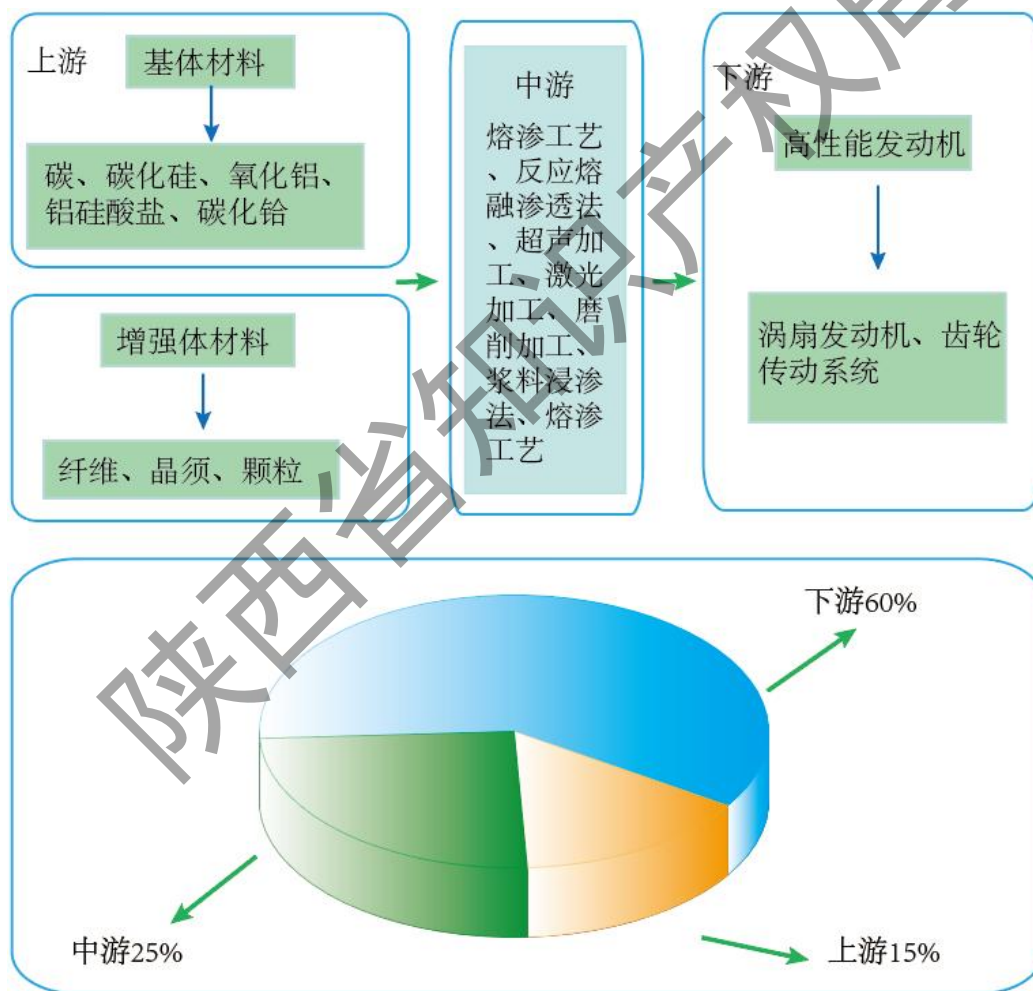 上游
基体材料
碳、碳化硅、氧化铝、
铝硅酸盐、碳化铪
增强体材料
纤维、晶须、颗粒
中游
熔渗工艺
、反应熔
融渗透法
、超声加
工、激光
加工、磨
削加工、
浆料浸渗
法、熔渗
工艺
下游
高性能发动机
涡扇发动机、齿轮
传动系统
下游60%
中游25%
上游15%
陕西省知识产权局